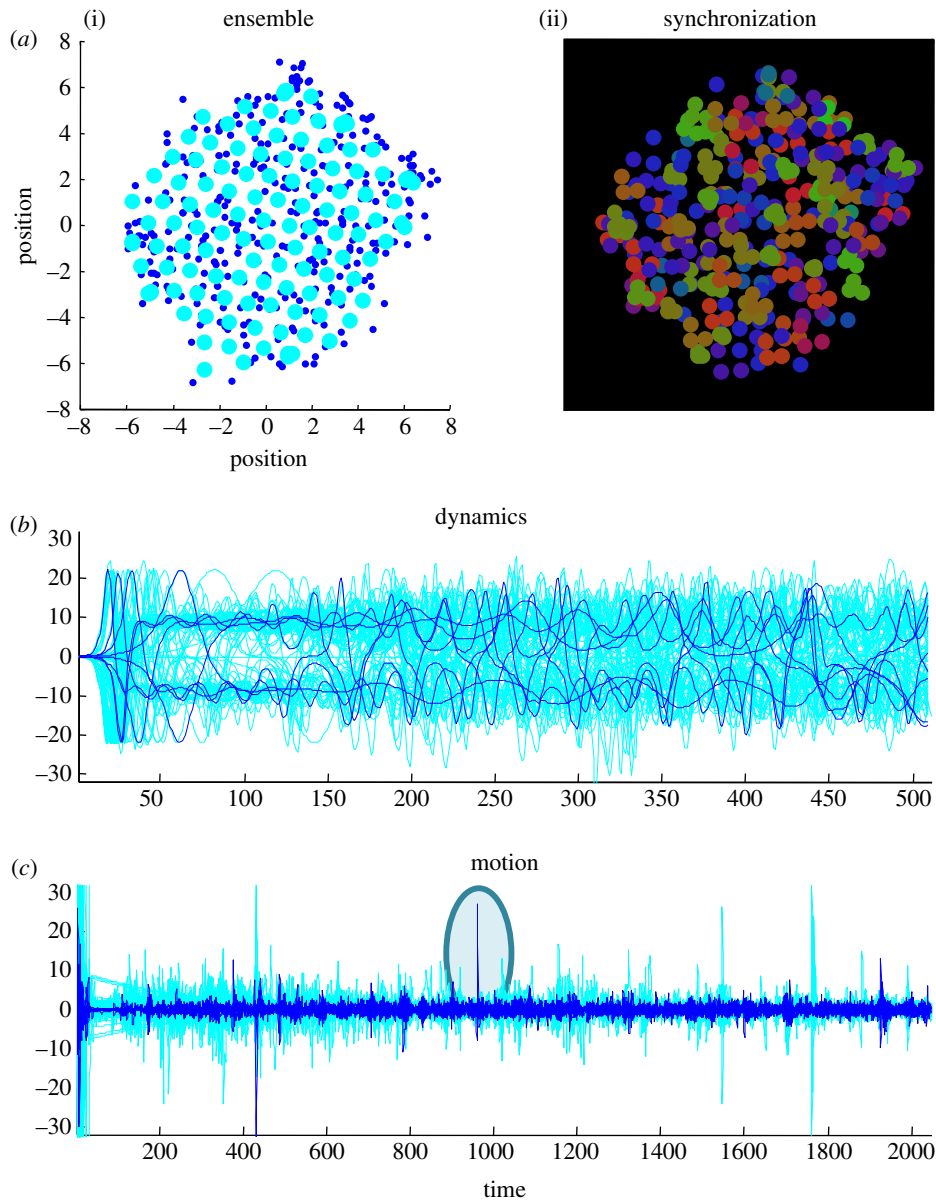 (i) ensemble
(ii) synchronization
(a)
8
6
4
2
0
–2
–4
–6
–8
position
–8 –6 –4 –2 0 2 4 6 8
position
(b) dynamics
30
20
10
0
–10
–20
–30
50 100 150 200 250 300 350 400 450 500
(c) motion
30
20
10
0
–10
–20
–30
200 400 600 800 1000 1200 1400 1600 1800 2000
time